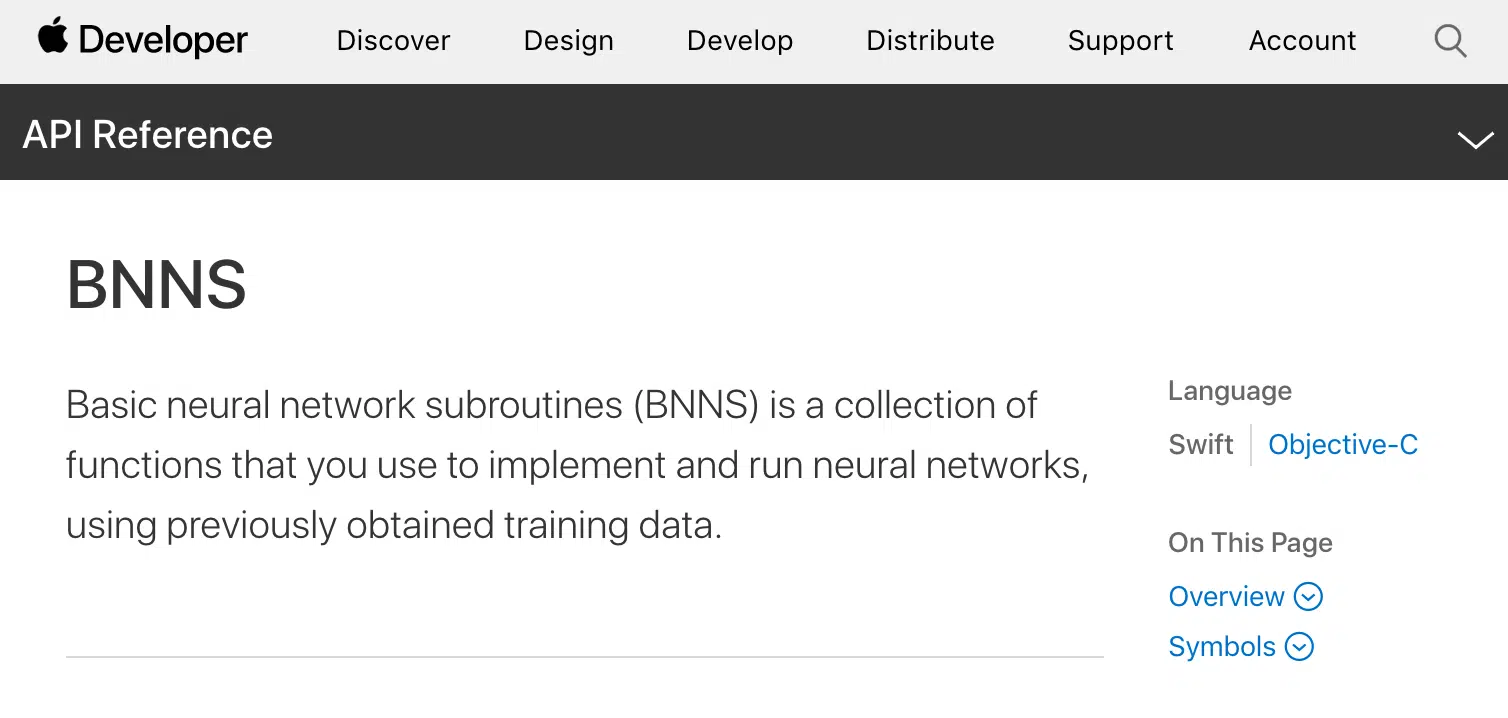 Developer Discover Design Develop Distribute Support Account
API Reference
BNNS
Basic neural network subroutines (BNNS) is a collection of
functions that you use to implement and run neural networks,
using previously obtained training data.
Language
Swift Objective-C
On This Page
Overview
Symbols